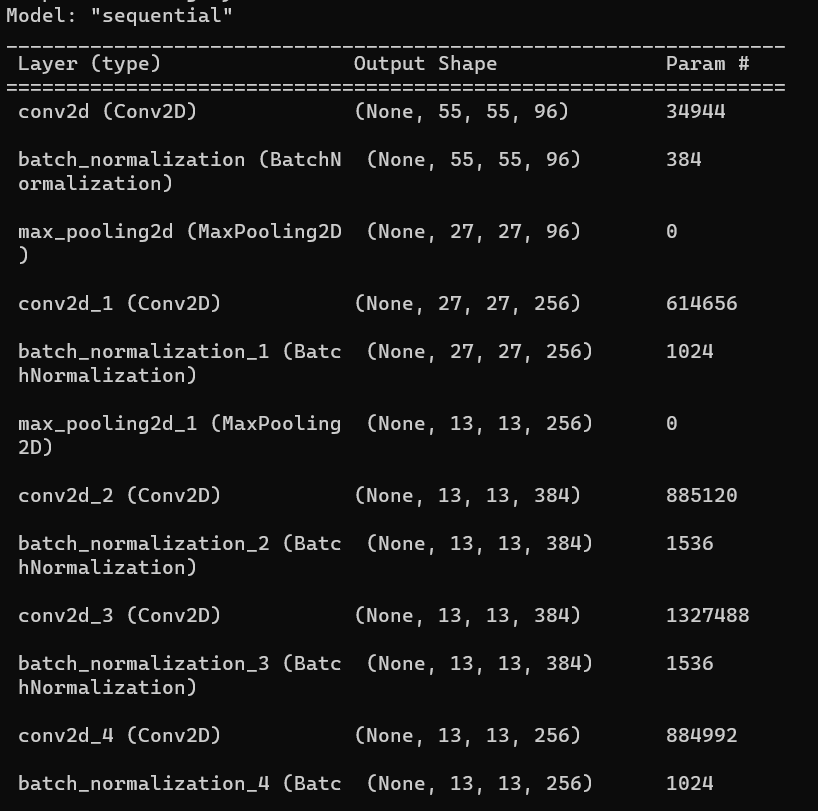 Model: "sequential"
_________________________________________________________________
Layer (type)                Output Shape              Param #
=================================================================
conv2d (Conv2D)             (None, 55, 55, 96)        34944
batch_normalization (BatchN  (None, 55, 55, 96)       384
ormalization)
max_pooling2d (MaxPooling2D  (None, 27, 27, 96)       0
)
conv2d_1 (Conv2D)           (None, 27, 27, 256)       614656
batch_normalization_1 (Batc  (None, 27, 27, 256)      1024
hNormalization)
max_pooling2d_1 (MaxPooling  (None, 13, 13, 256)      0
2D)
conv2d_2 (Conv2D)           (None, 13, 13, 384)       885120
batch_normalization_2 (Batc  (None, 13, 13, 384)      1536
hNormalization)
conv2d_3 (Conv2D)           (None, 13, 13, 384)       1327488
batch_normalization_3 (Batc  (None, 13, 13, 384)      1536
hNormalization)
conv2d_4 (Conv2D)           (None, 13, 13, 256)       884992
batch_normalization_4 (Batc  (None, 13, 13, 256)      1024